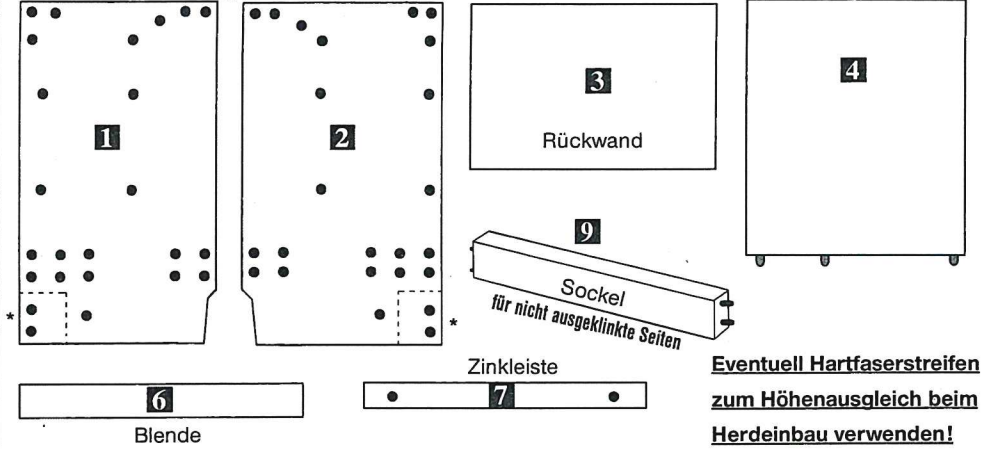 1
2
3
Rückwand
4
9
Sockel
für nicht ausgeklinkte Seiten
*
*
6
Blende
Zinkleiste
7
Eventuell Hartfaserstreifen
zum Höhenausgleich beim
Herdeinbau verwenden!